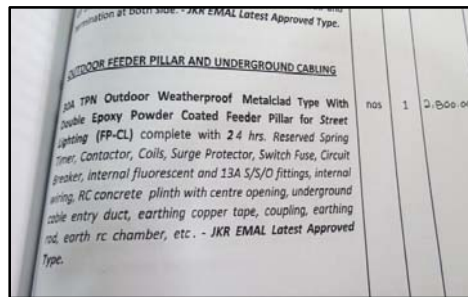 termination at both side. - JKR EMAL Latest Approved Type.
OUTDOOR FEEDER PILLAR AND UNDERGROUND CABLING
30A TPN Outdoor Weatherproof Metalclad Type With
Double Epoxy Powder Coated Feeder Pillar for Street
Lighting (FP-CL) complete with 24 hrs. Reserved Spring
Timer, Contactor, Coils, Surge Protector, Switch Fuse, Circuit
Breaker, internal fluorescent and 13A S/S/O fittings, internal
wiring, RC concrete plinth with centre opening, underground
cable entry duct, earthing copper tape, coupling, earthing
rod, earth rc chamber, etc. - JKR EMAL Latest Approved
Type.
nos 1 2,800.00